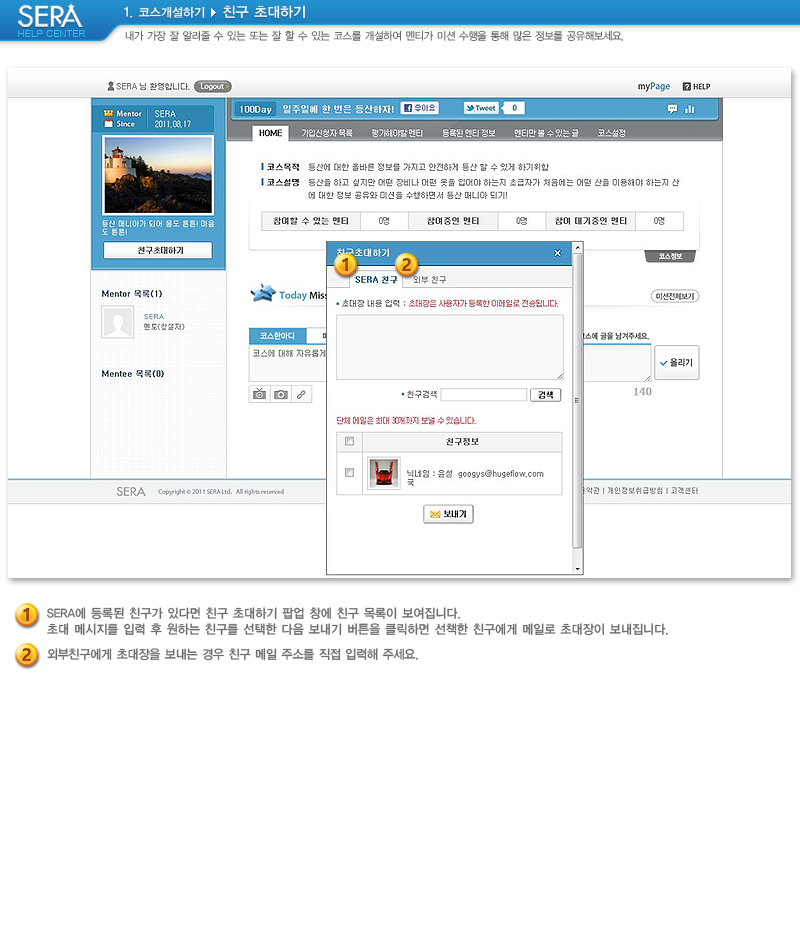 SERA
HELP CENTER
1. 코스개설하기 ▶ 친구 초대하기
내가 가장 잘 알려줄 수 있는 또는 잘 할 수 있는 코스를 개설하여 멘티가 미션 수행을 통해 많은 정보를 공유해보세요.
SERA 님 환영합니다. Logout
myPage ? HELP
Mentor SERA
Since 2011.08.17
100Day 일주일에 한 번은 등산하자! 좋아요 Tweet 0
HOME 가입신청자 목록 평가해야할 멘티 등록된 멘티 정보 멘티만 볼 수 있는 글 코스설정
코스목적 등산에 대한 올바른 정보를 가지고 안전하게 등산 할 수 있게 하기위함
코스설명 등산을 하고 싶지만 어떤 장비나 어떤 옷을 입어야 하는지 초급자가 처음에는 어떤 산을 이용해야 하는지 산
에 대한 정보 공유와 미션을 수행하면서 등산 매니아 되기!
참여할 수 있는 멘티 0명 참여중인 멘티 0명 참여 대기중인 멘티 0명
등산 매니아가 되어 몸도 튼튼! 마음
도 튼튼!
친구초대하기
코스정보
Mentor 목록(1)
SERA
멘토(창설자)
Mentee 목록(0)
Today Miss
미션전체보기
코스한마디
코스에 글을 남겨주세요.
코스에 대해 자유롭게
올리기
140
친구초대하기 ×
1 SERA 친구 2 외부 친구
초대장 내용 입력 : 초대장은 사용자가 등록한 이메일로 전송됩니다.
친구검색 검색
단체 메일은 최대 30개까지 보낼 수 있습니다.
친구정보
닉네임 : 윤성 googys@hugeflow.com
국
보내기
SERA Copyright © 2011 SERA Ltd. All rights reserved
약관 | 개인정보취급방침 | 고객센터
1 SERA에 등록된 친구가 있다면 친구 초대하기 팝업 창에 친구 목록이 보여집니다.
초대 메시지를 입력 후 원하는 친구를 선택한 다음 보내기 버튼을 클릭하면 선책한 친구에게 메일로 초대장이 보내집니다.
2 외부친구에게 초대장을 보내는 경우 친구 메일 주소를 직접 입력해 주세요.